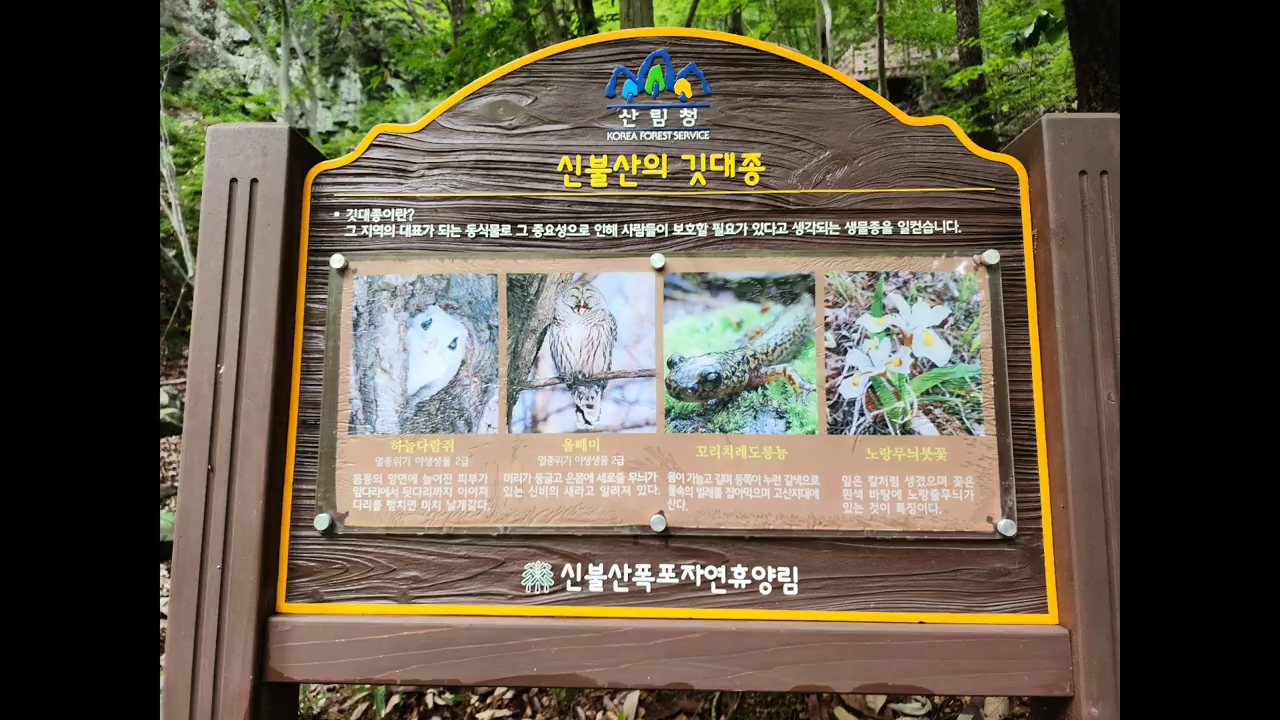 산림청
KOREA FOREST SERVICE
신불산의 깃대종
깃대종이란?
그 지역의 대표가 되는 동식물로 그 중요성으로 인해 사람들이 보호할 필요가 있다고 생각되는 생물종을 일컫습니다.
하늘다람쥐
멸종위기 야생생물 2급
몸통의 양면에 늘어진 피부가
앞다리에서 뒷다리까지 이어져
다리를 펼치면 마치 날개같다.
올빼미
멸종위기 야생생물 2급
머리가 둥글고 온몸에 세로줄 무늬가
있는 신비의 새라고 알려져 있다.
꼬리치레도롱뇽
몸이 가늘고 길며 등쪽이 누런 갈색으로
물속의 벌레를 잡아먹으며 고산지대에
산다.
노랑무늬붓꽃
잎은 칼처럼 생겼으며 꽃은
흰색 바탕에 노랑줄무늬가
있는 것이 특징이다.
신불산폭포자연휴양림